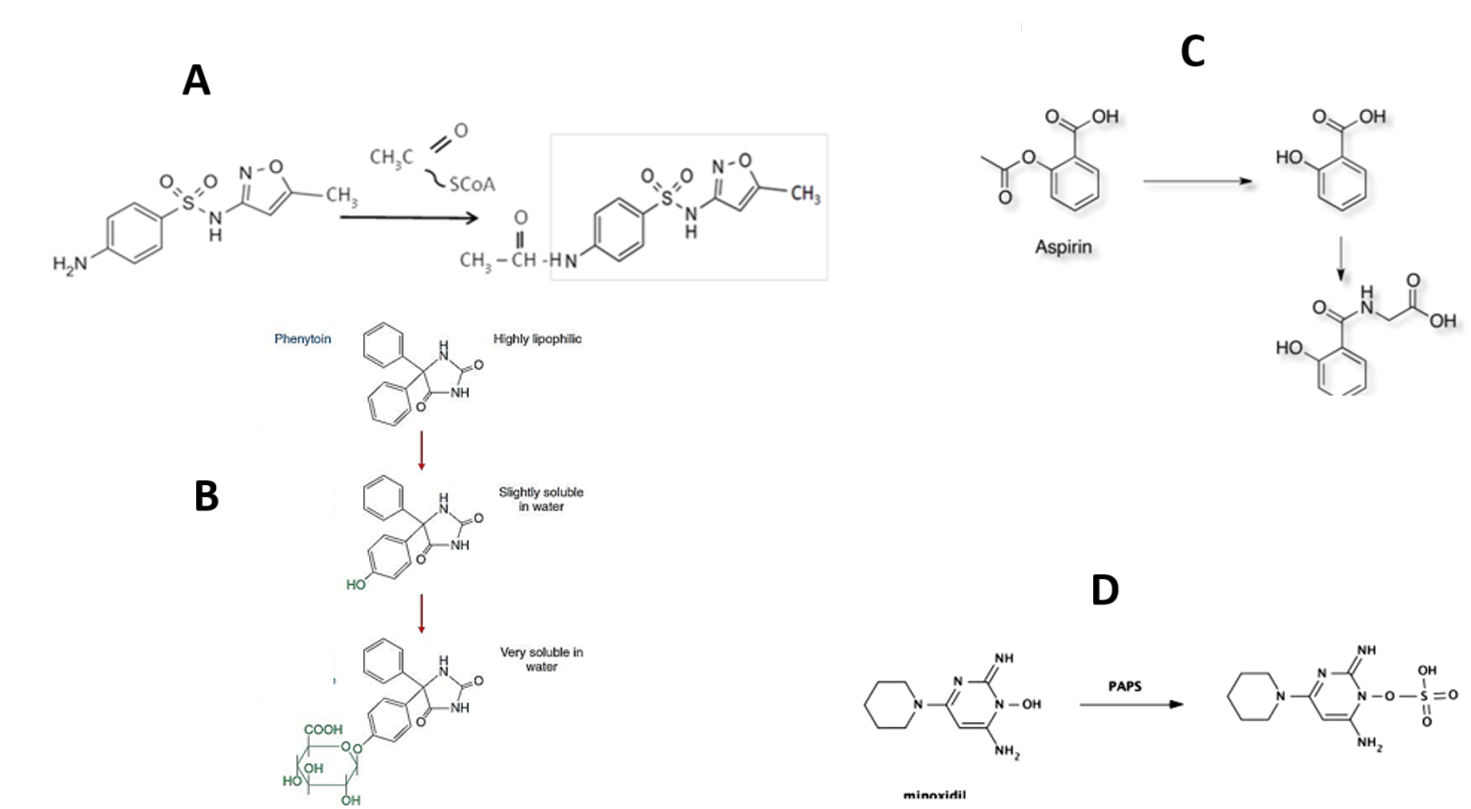 A
H₂N
O
O
S
N
H
N
O
CH₃
CH₃C
O
SCoA
O
CH₃ – CH -HN
O
O
S
N
H
N
O
CH₃
C
O
O
O
OH
Aspirin
O
OH
HO
O
H
N
O
OH
HO
B
Phenytoin
Highly lipophilic
H
N
O
NH
O
Slightly soluble
in water
H
N
O
NH
O
HO
Very soluble in
water
H
N
O
NH
O
COOH
O
O
HO
OH
OH
D
NH
N
N
N
OH
NH₂
minoxidil
PAPS
NH
N
N
N
O
S
OH
O
O
NH₂